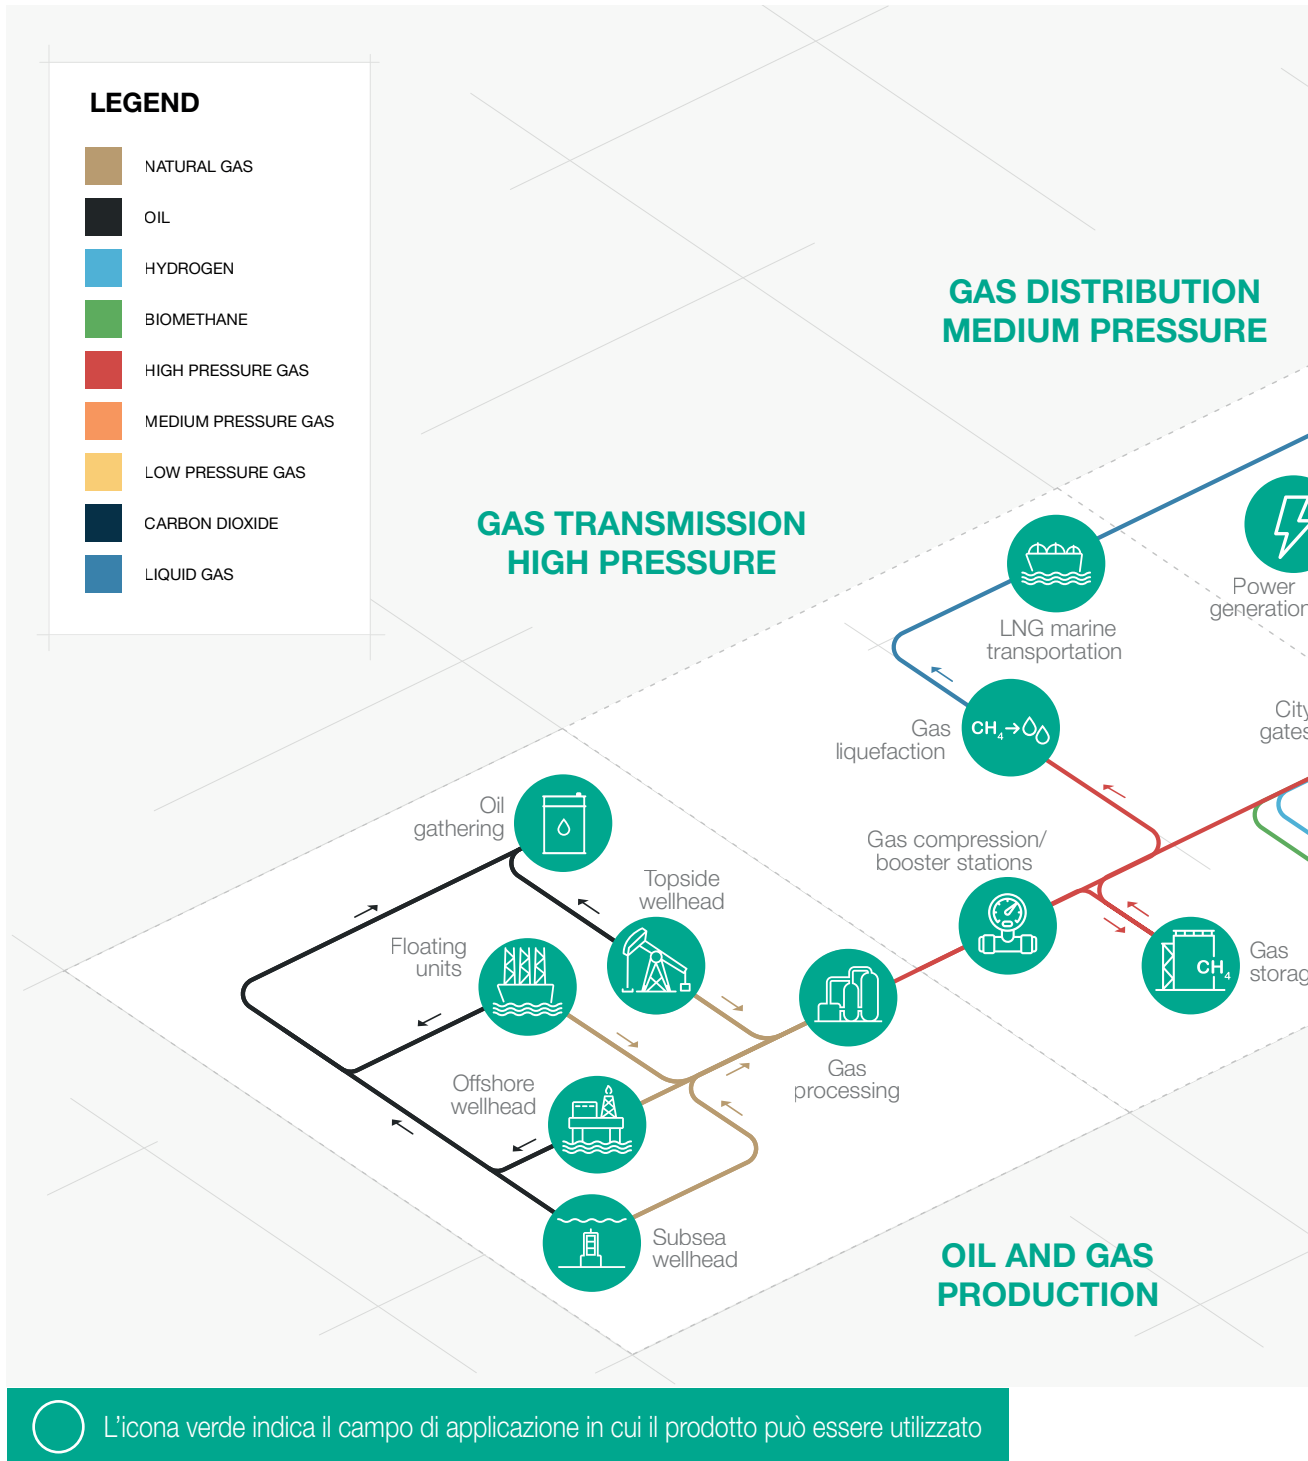 LEGEND
NATURAL GAS
OIL
HYDROGEN
BIOMETHANE
HIGH PRESSURE GAS
MEDIUM PRESSURE GAS
LOW PRESSURE GAS
CARBON DIOXIDE
LIQUID GAS
GAS DISTRIBUTION
MEDIUM PRESSURE
GAS TRANSMISSION
HIGH PRESSURE
Power
generation
LNG marine
transportation
City
gates
Gas
liquefaction
CH₄
Oil
gathering
Gas compression/
booster stations
Topside
wellhead
Floating
units
Gas
storag
CH₄
Gas
processing
Offshore
wellhead
Subsea
wellhead
OIL AND GAS
PRODUCTION
L'icona verde indica il campo di applicazione in cui il prodotto può essere utilizzato